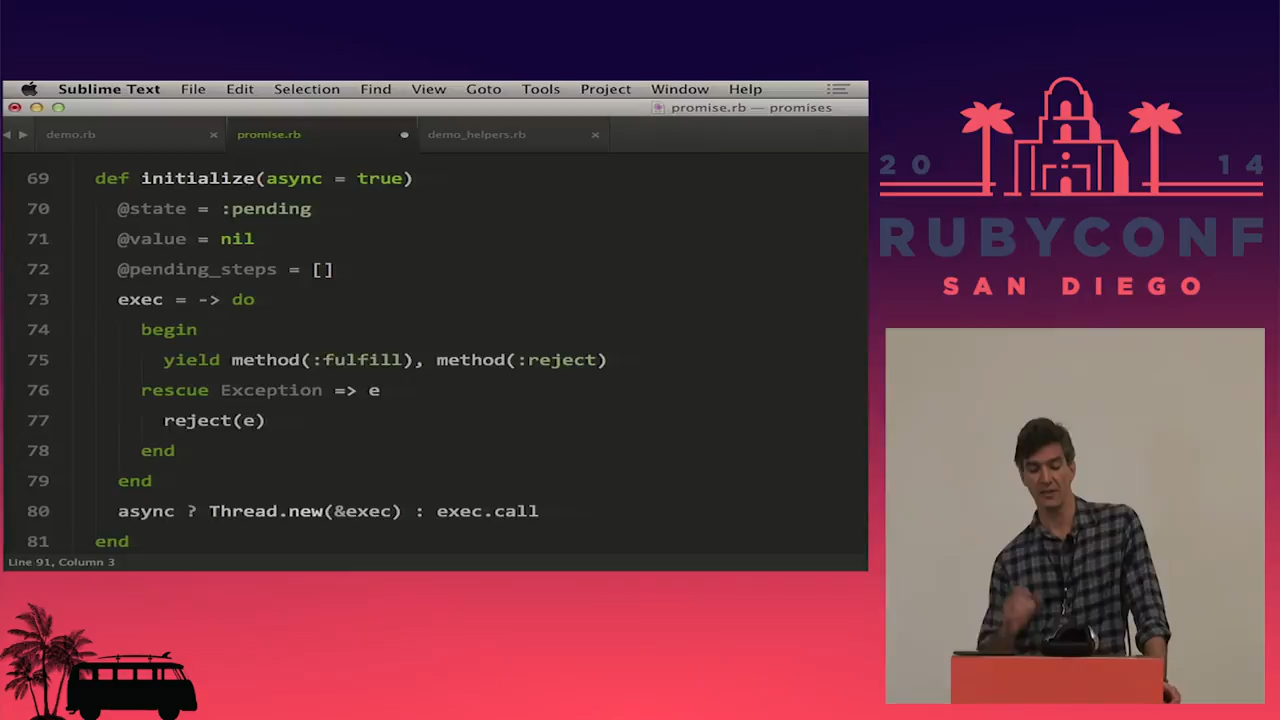 Sublime Text File Edit Selection Find View Goto Tools Project Window Help
promise.rb — promises
demo.rb promise.rb demo_helpers.rb
69 def initialize(async = true)
70 @state = :pending
71 @value = nil
72 @pending_steps = []
73 exec = -> do
74 begin
75 yield method(:fulfill), method(:reject)
76 rescue Exception => e
77 reject(e)
78 end
79 end
80 async ? Thread.new(&exec) : exec.call
81 end
Line 91, Column 3
20 14
RUBYCONF
SAN DIEGO